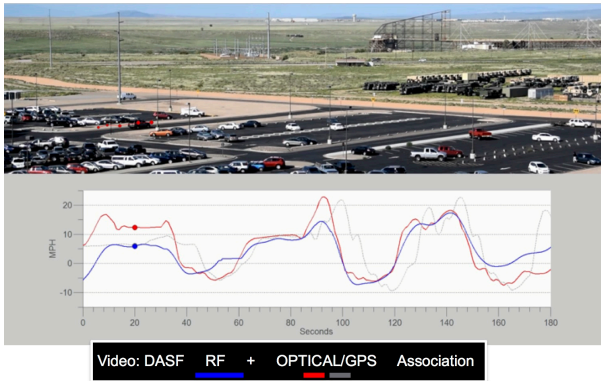 20
10
0
-10
MPH
0 20 40 60 80 100 120 140 160 180
Seconds
Video: DASF RF + OPTICAL/GPS Association